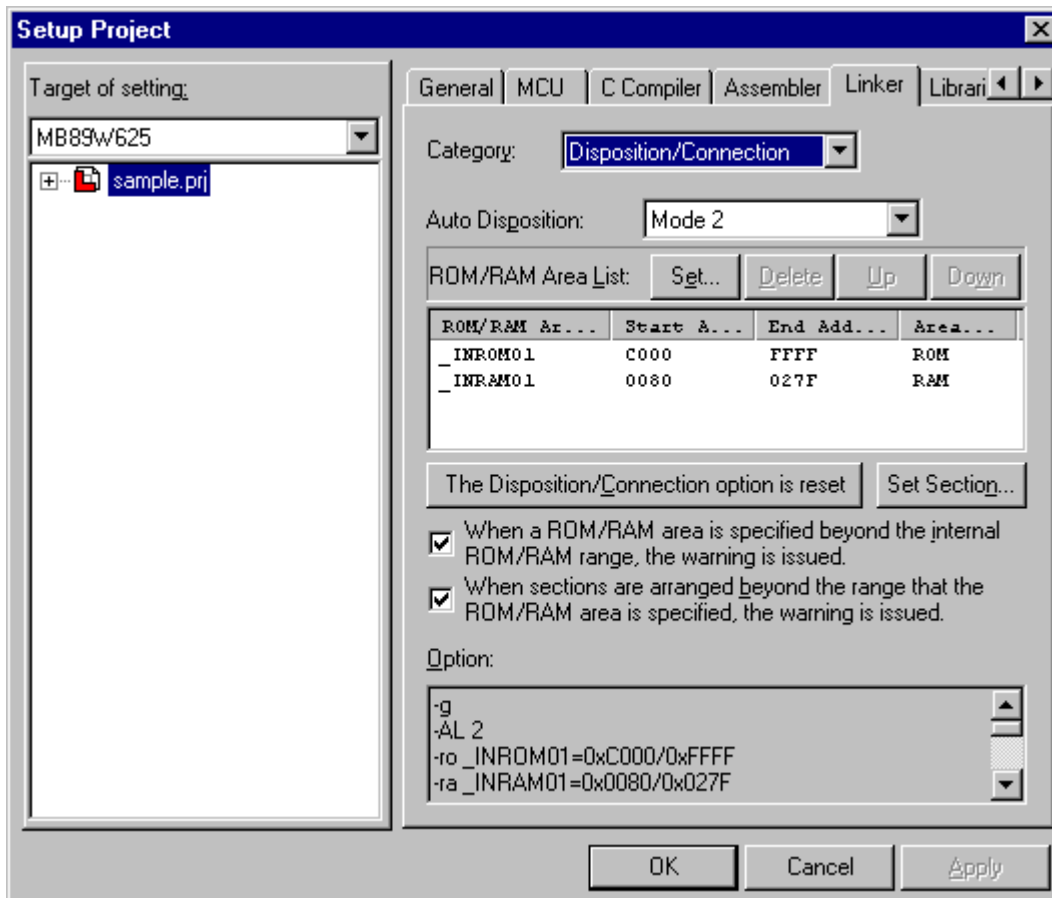 Setup Project
Target of setting:
MB89W625
sample.prj
General MCU C Compiler Assembler Linker Librari
Category: Disposition/Connection
Auto Disposition: Mode 2
ROM/RAM Area List: Set... Delete Up Down
ROM/RAM Ar... Start A... End Add... Area...
_INROM01 C000 FFFF ROM
_INRAM01 0080 027F RAM
The Disposition/Connection option is reset Set Section...
When a ROM/RAM area is specified beyond the internal
ROM/RAM range, the warning is issued.
When sections are arranged beyond the range that the
ROM/RAM area is specified, the warning is issued.
Option:
-g
-AL 2
-ro _INROM01=0xC000/0xFFFF
-ra _INRAM01=0x0080/0x027F
OK Cancel Apply